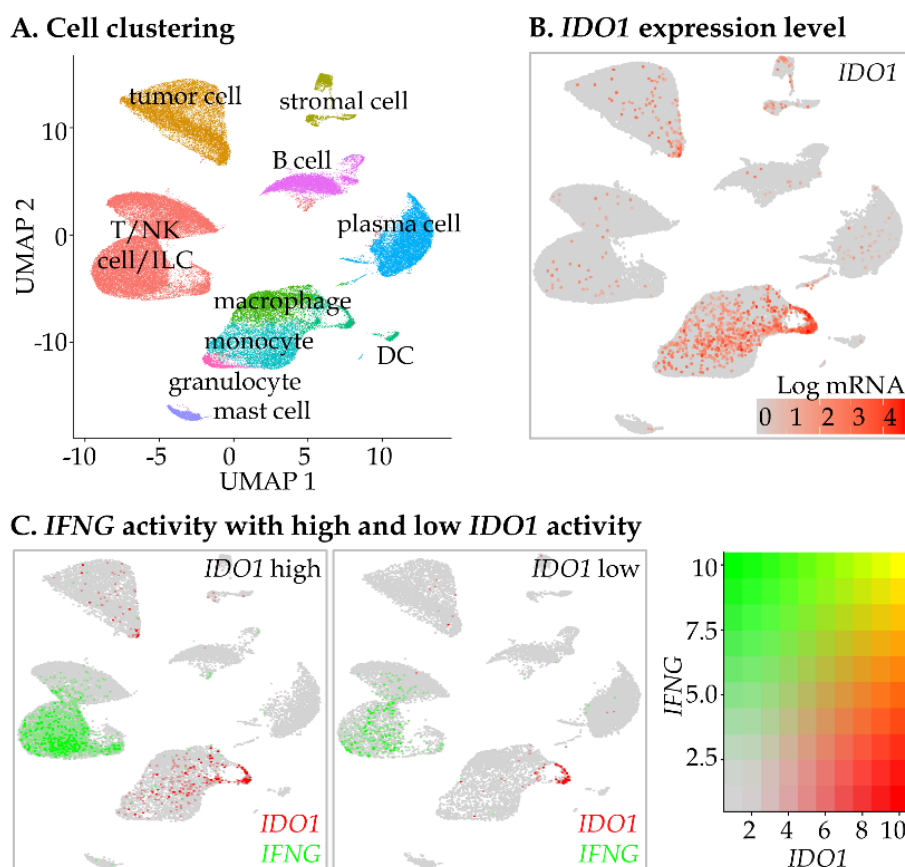 A. Cell clustering
tumor cell
stromal cell
B cell
T/NK
cell/ILC
plasma cell
macrophage
monocyte
DC
granulocyte
mast cell
10
0
-10
UMAP 2
-10
-5
0
5
10
UMAP 1
B. IDO1 expression level
IDO1
Log mRNA
0 1 2 3 4
C. IFNG activity with high and low IDO1 activity
IDO1 high
IDO1
IFNG
IDO1 low
IDO1
IFNG
10
7.5
5.0
2.5
IFNG
2 4 6 8 10
IDO1